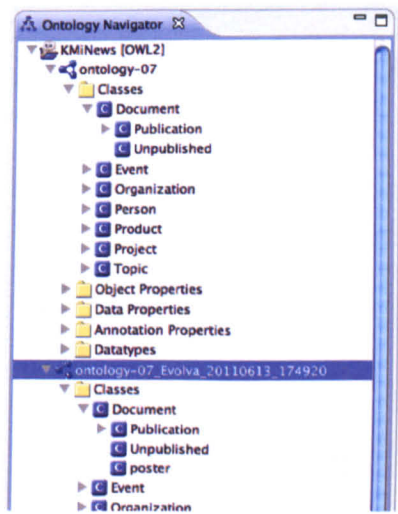 Ontology Navigator
KMiNews [OWL2]
ontology-07
Classes
C Document
C Publication
C Unpublished
C Event
C Organization
C Person
C Product
C Project
C Topic
Object Properties
Data Properties
Annotation Properties
Datatypes
ontology-07_Evolva_20110613_174920
Classes
C Document
C Publication
C Unpublished
C poster
C Event
C Organization